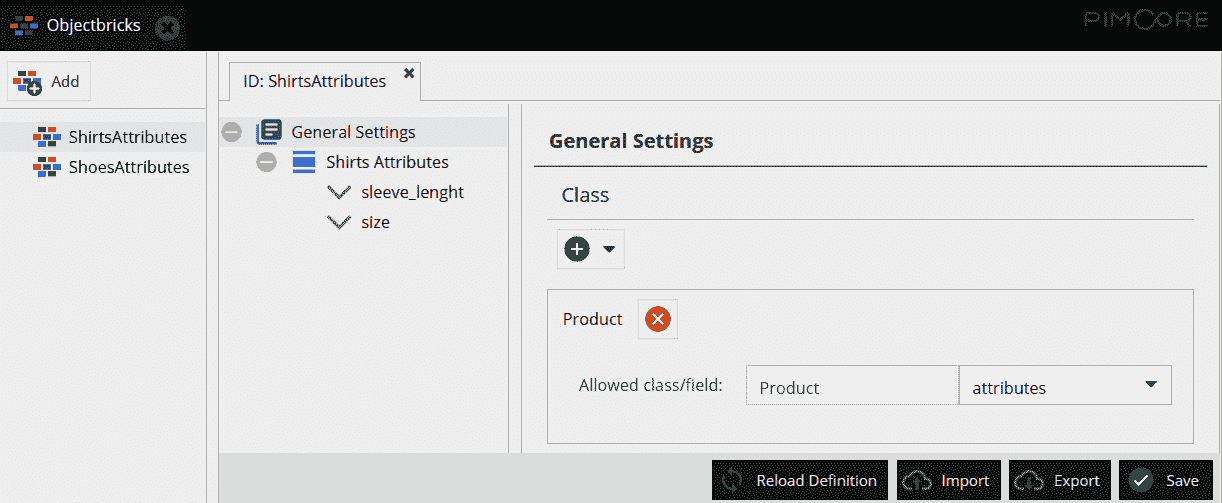 Objectbricks
PIMCORE
Add
ID: ShirtsAttributes
ShirtsAttributes
ShoesAttributes
General Settings
Shirts Attributes
sleeve_lenght
size
General Settings
Class
Product
Allowed class/field: Product attributes
Reload Definition Import Export Save